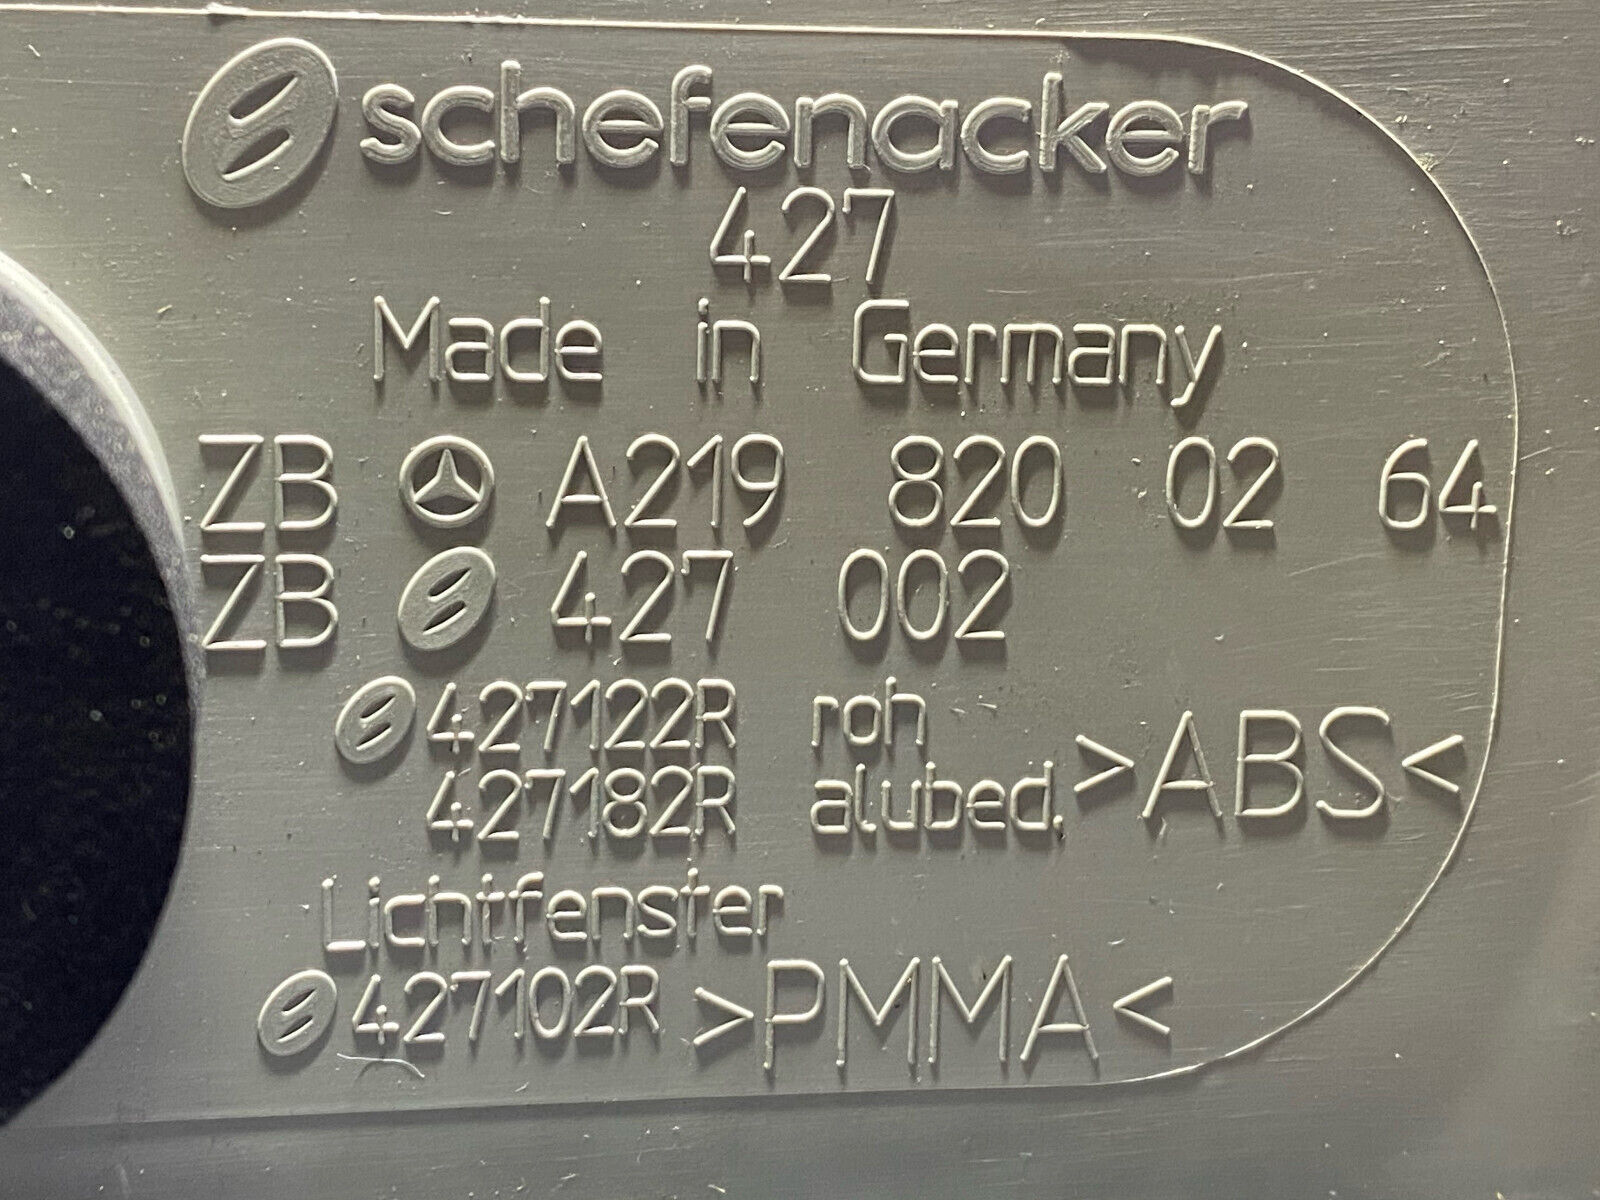 schefenacker
427
Made in Germany
ZB A219 820 02 64
ZB 427 002
427122R roh
427182R alubed. >ABS<
Lichtfenster
427102R >PMMA<